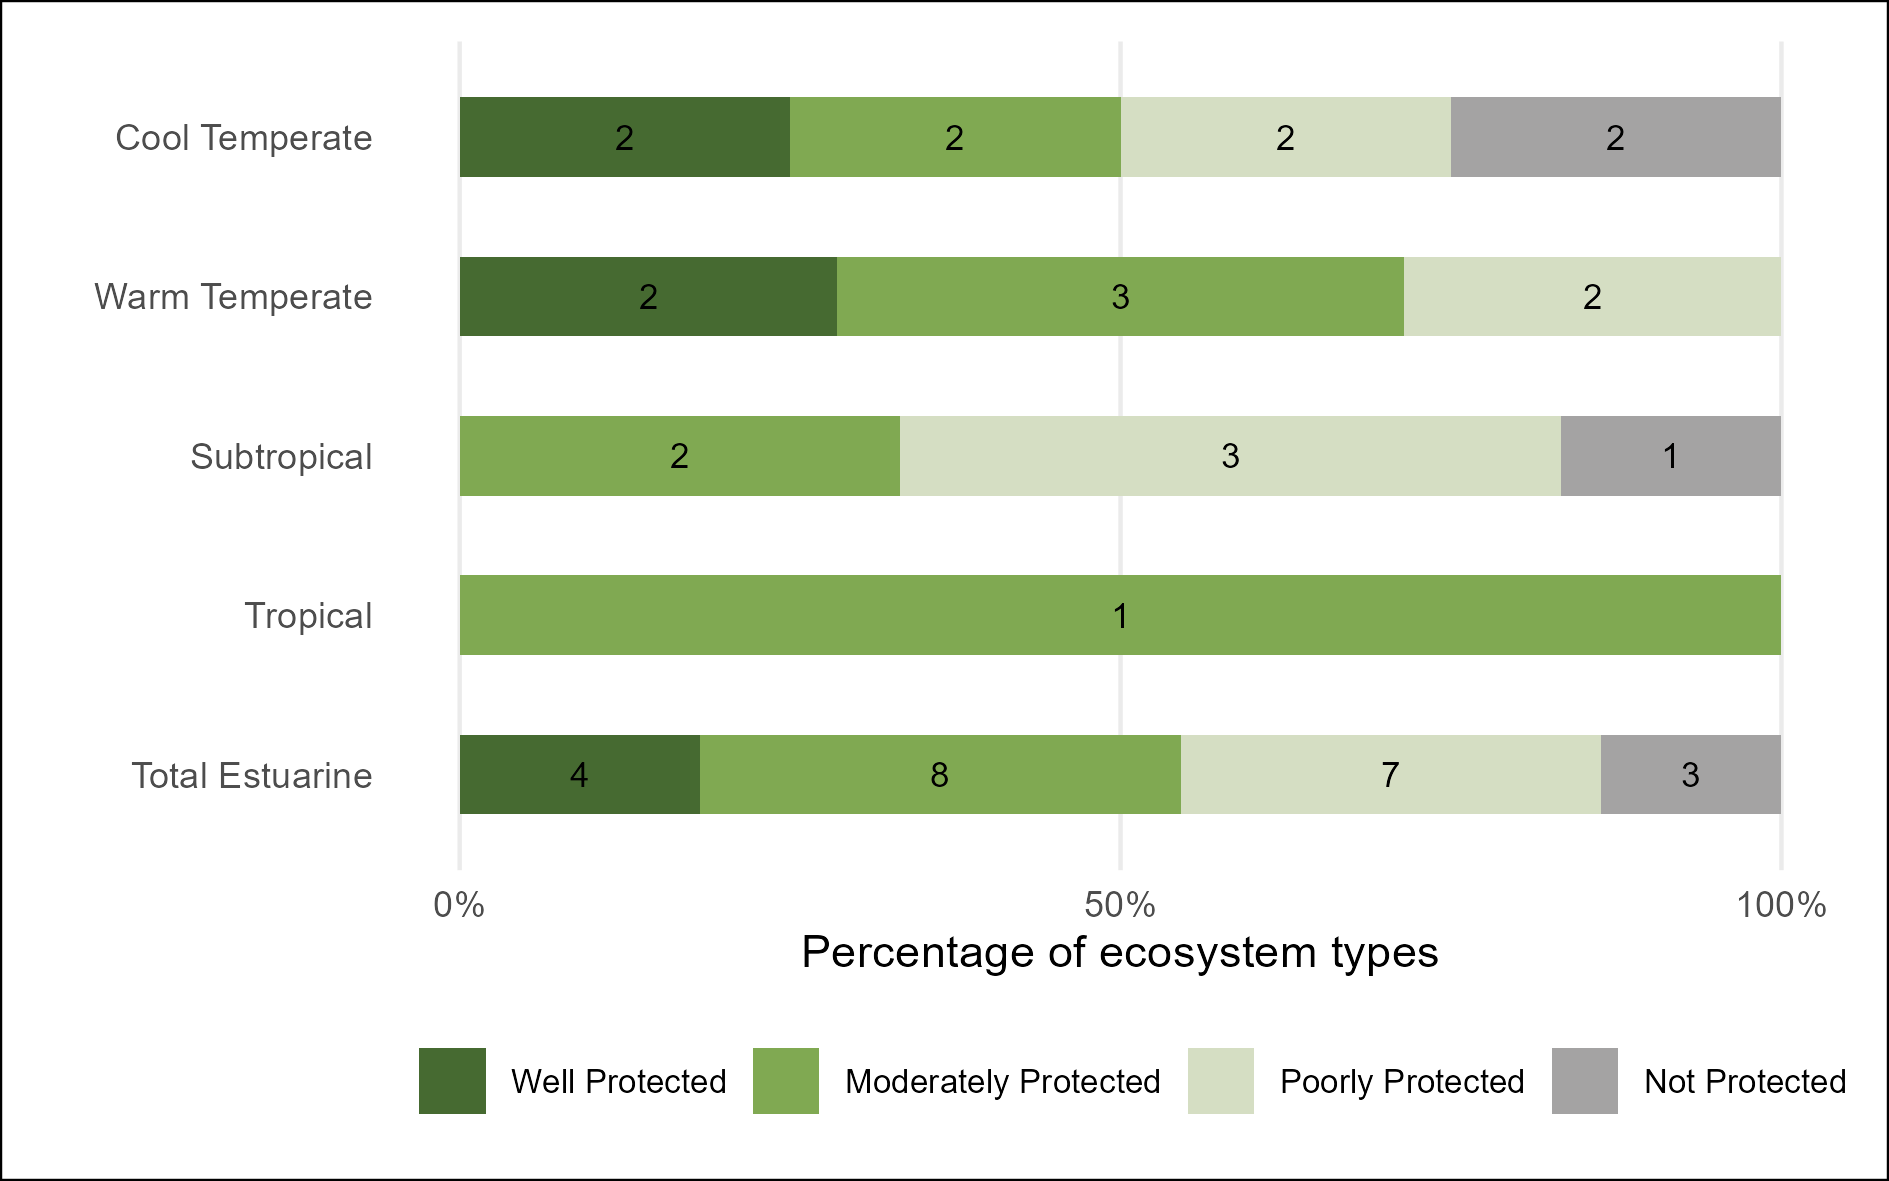 Cool Temperate 2 2 2 2
Warm Temperate 2 3 2
Subtropical 2 3 1
Tropical 1
Total Estuarine 4 8 7 3
0% 50% 100%
Percentage of ecosystem types
Well Protected Moderately Protected Poorly Protected Not Protected